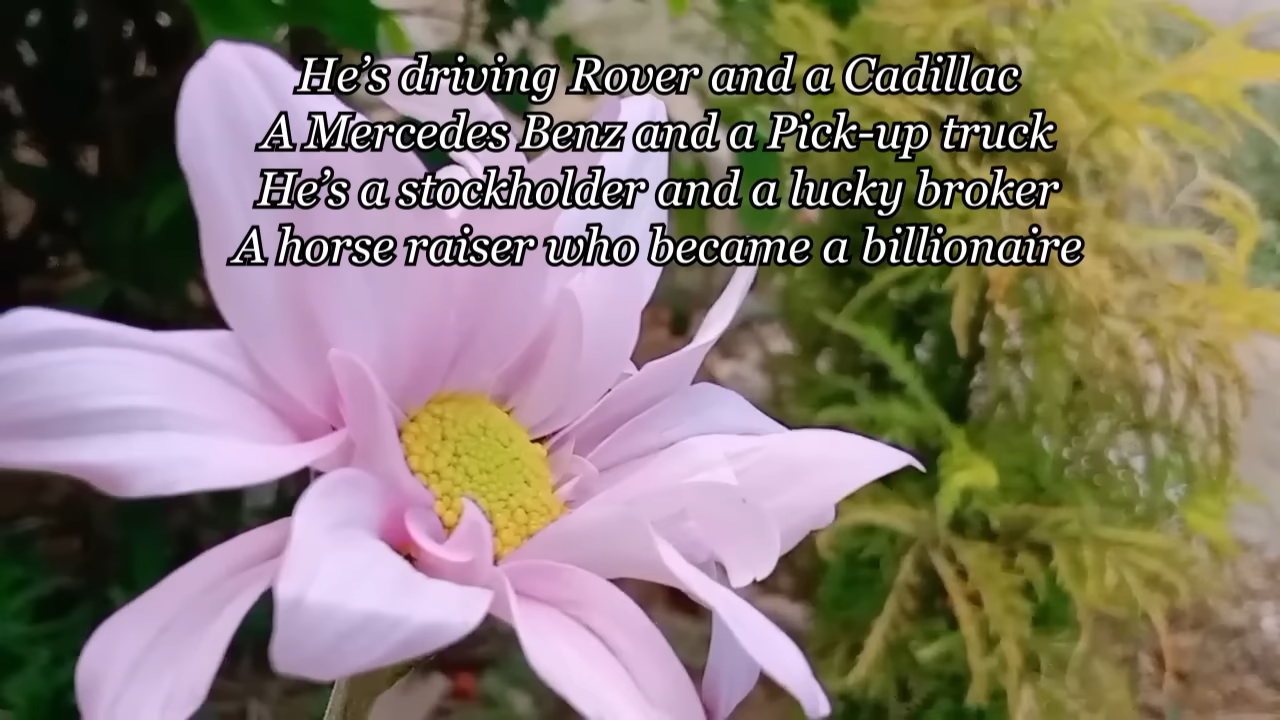 He’s driving Rover and a Cadillac
A Mercedes Benz and a Pick-up truck
He’s a stockholder and a lucky broker
A horse raiser who became a billionaire